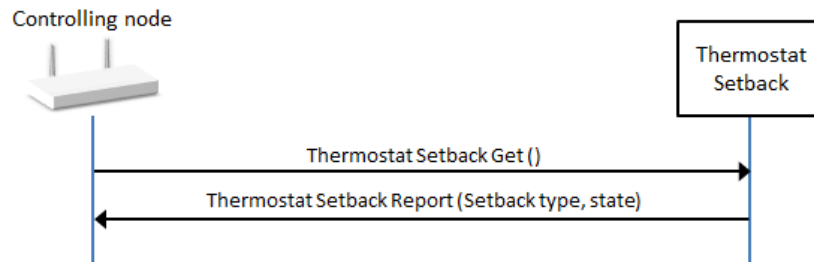 Controlling node
Thermostat
Setback
Thermostat Setback Get ()
Thermostat Setback Report (Setback type, state)